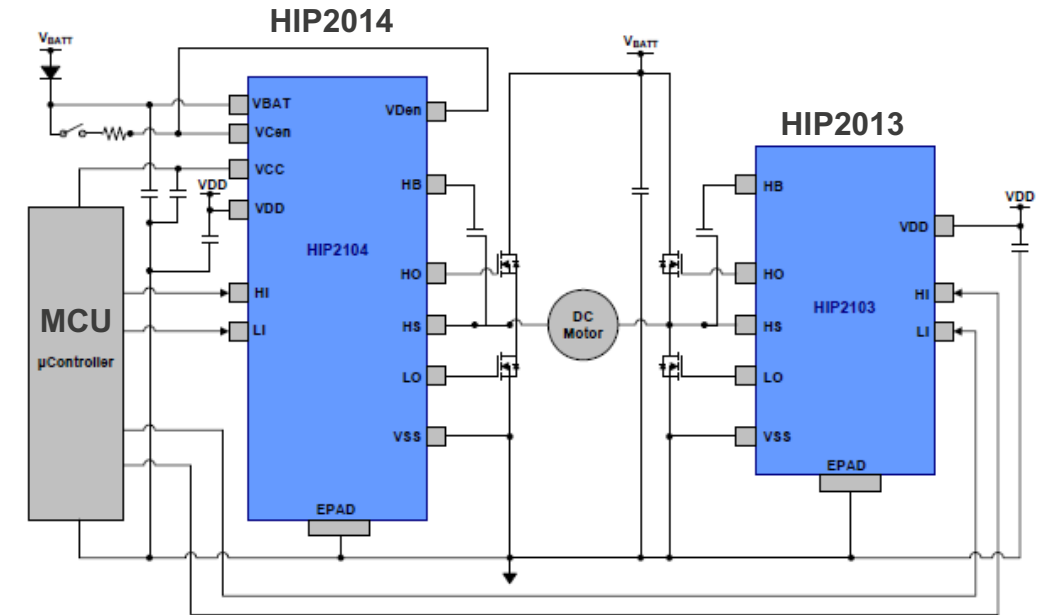 HIP2014
VBATT
VBATT
HIP2013
VBAT
VDen
VCen
VCC
VDD
VDD
HB
HIP2104
HO
HI
HS
LI
LO
VSS
EPAD
MCU
µController
DC
Motor
HB
VDD
VDD
HO
HI
HIP2103
HS
LI
LO
VSS
EPAD